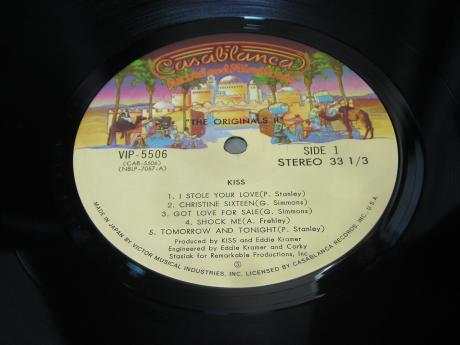 Casablanca
Record and FilmWorks
"THE ORIGINALS II"
VIP-5506
SIDE 1
(CAB-5506)
(NBLP-7057-A)
STEREO 33 1/3
KISS
1. I STOLE YOUR LOVE(P. Stanley)
2. CHRISTINE SIXTEEN(G. Simmons)
3. GOT LOVE FOR SALE(G. Simmons)
4. SHOCK ME(A. Frehley)
5. TOMORROW AND TONIGHT(P. Stanley)
Produced by KISS and Eddie Kramer
Engineered by Eddie Kramer and Corky
Stasiak for Remarkable Productions, Inc.
MADE IN JAPAN BY VICTOR MUSICAL INDUSTRIES, INC. LICENSED BY CASABLANCA RECORDS INC., U.S.A.